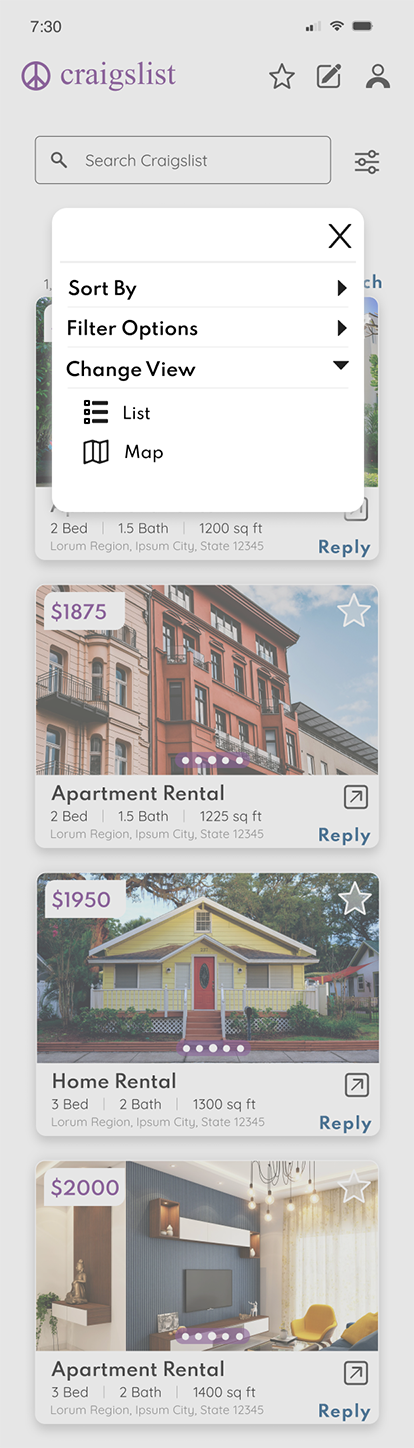 7:30
craigslist
Search Craigslist
X
ch
Sort By
Filter Options
Change View
List
Map
2 Bed | 1.5 Bath | 1200 sq ft
Lorum Region, Ipsum City, State 12345
Reply
$1875
Apartment Rental
2 Bed | 1.5 Bath | 1225 sq ft
Lorum Region, Ipsum City, State 12345
Reply
$1950
Home Rental
3 Bed | 2 Bath | 1300 sq ft
Lorum Region, Ipsum City, State 12345
Reply
$2000
Apartment Rental
3 Bed | 2 Bath | 1400 sq ft
Lorum Region, Ipsum City, State 12345
Reply